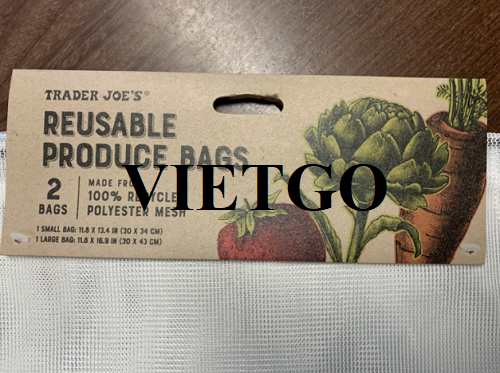 TRADER JOE'S®
REUSABLE
PRODUCE BAGS
2
BAGS
MADE FROM
100% RECYCLED
POLYESTER MESH
1 SMALL BAG: 11.8 X 13.4 IN (30 X 34 CM)
1 LARGE BAG: 11.8 X 16.9 IN (30 X 43 CM)
VIETGO